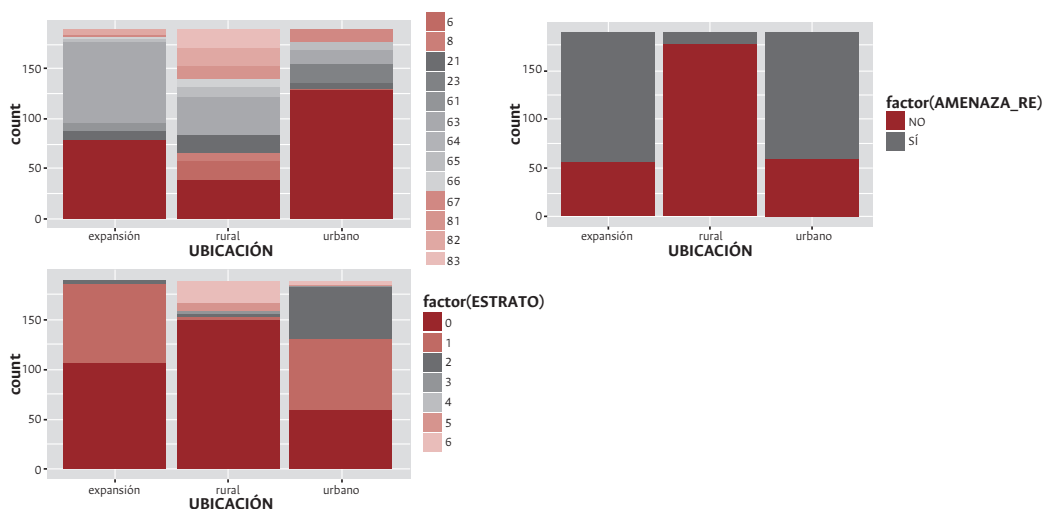 150
100
50
0
count
expansión rural urbano
UBICACIÓN
6
8
21
23
61
63
64
65
66
67
81
82
83
150
100
50
0
count
expansión rural urbano
UBICACIÓN
factor(AMENAZA_RE)
NO
SÍ
150
100
50
0
count
expansión rural urbano
UBICACIÓN
factor(ESTRATO)
0
1
2
3
4
5
6